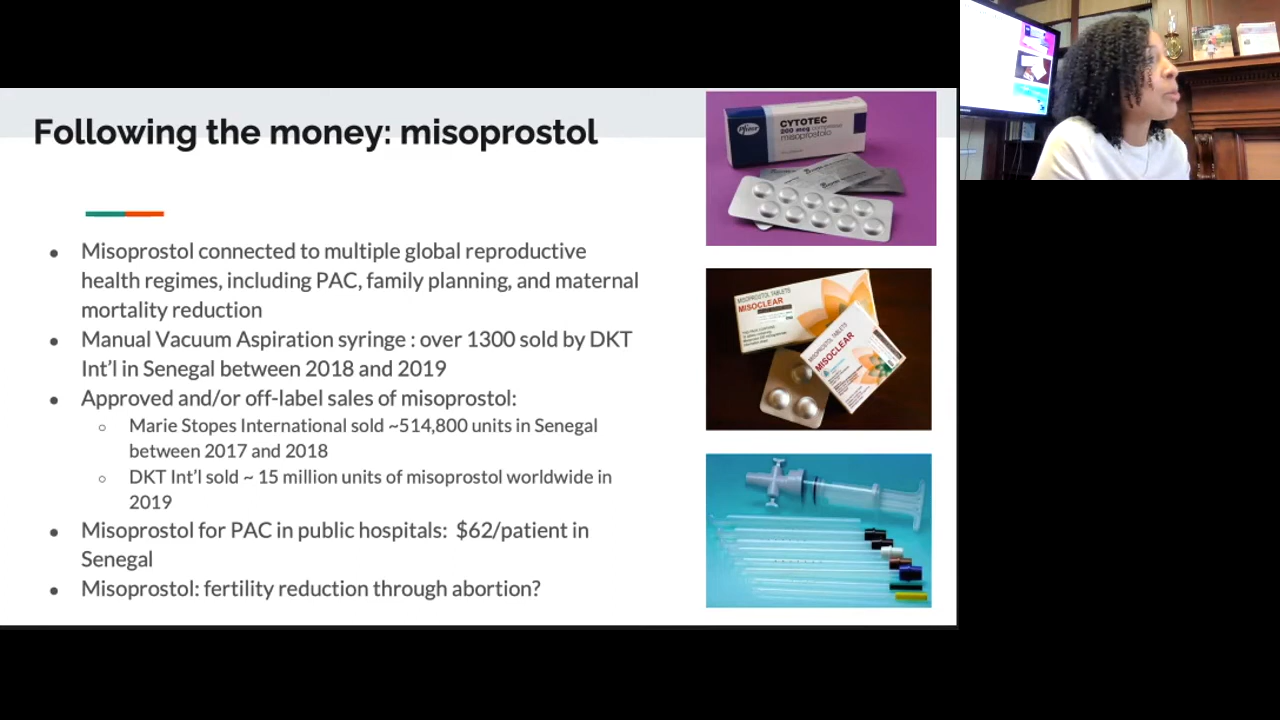 Following the money: misoprostol
Misoprostol connected to multiple global reproductive
health regimes, including PAC, family planning, and maternal
mortality reduction
Manual Vacuum Aspiration syringe : over 1300 sold by DKT
Int’l in Senegal between 2018 and 2019
Approved and/or off-label sales of misoprostol:
Marie Stopes International sold ~514,800 units in Senegal
between 2017 and 2018
DKT Int’l sold ~ 15 million units of misoprostol worldwide in
2019
Misoprostol for PAC in public hospitals:  $62/patient in
Senegal
Misoprostol: fertility reduction through abortion?
Pfizer
CYTOTEC
200 mcg compresse
misoprostolo
MISOPROSTOL TABLETS
MISOCLEAR
MISOPROSTOL TABLETS
MISOCLEAR